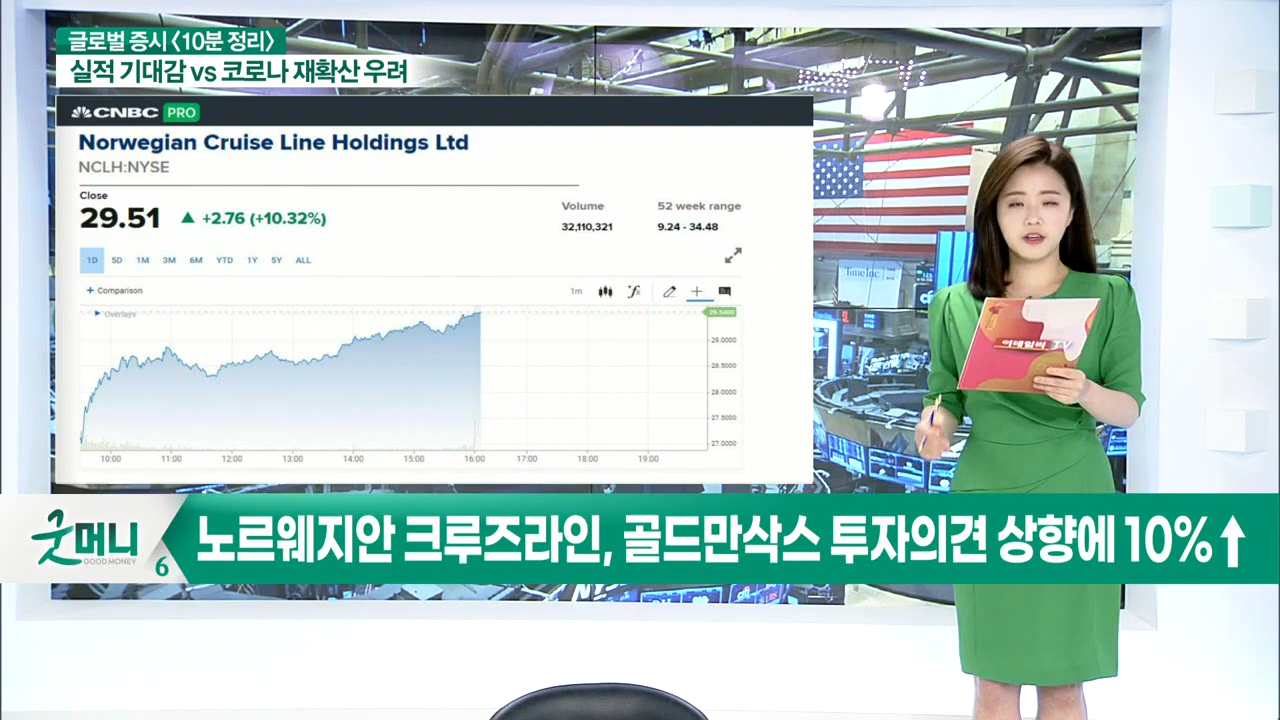 글로벌 증시 〈10분 정리〉
실적 기대감 vs 코로나 재확산 우려
CNBC PRO
Norwegian Cruise Line Holdings Ltd
NCLH:NYSE
Close
29.51 ▲ +2.76 (+10.32%)
Volume
32,110,321
52 week range
9.24 - 34.48
1D 5D 1M 3M 6M YTD 1Y 5Y ALL
+ Comparison
1m
Overlays
29.5400
29.0000
28.5000
28.0000
27.5000
27.0000
10:00 11:00 12:00 13:00 14:00 15:00 16:00 17:00 18:00 19:00
Time Inc.
이데일리 TV
굿머니
GOOD MONEY
6
노르웨지안 크루즈라인, 골드만삭스 투자의견 상향에 10%↑